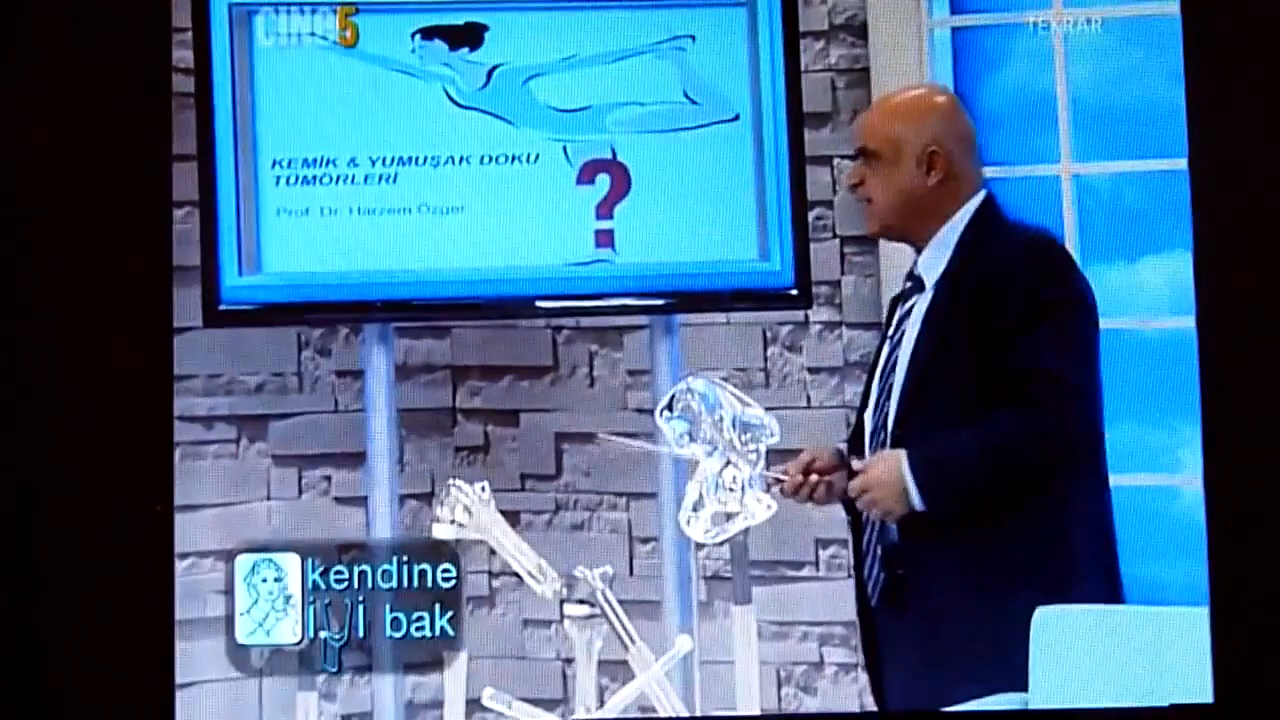 CINE5
TEKRAR
KEMİK & YUMUŞAK DOKU
TÜMÖRLERİ
Prof. Dr. Harzem Özger
?
kendine
iyi bak